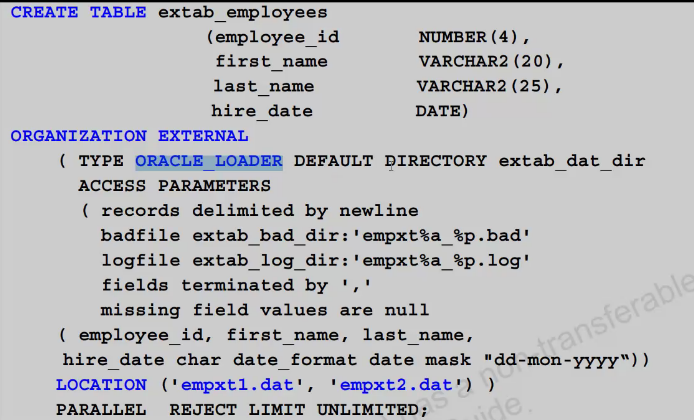 CREATE TABLE extab_employees
(employee_id NUMBER(4),
first_name VARCHAR2(20),
last_name VARCHAR2(25),
hire_date DATE)
ORGANIZATION EXTERNAL
( TYPE ORACLE_LOADER DEFAULT DIRECTORY extab_dat_dir
ACCESS PARAMETERS
( records delimited by newline
badfile extab_bad_dir:'empxt%a_%p.bad'
logfile extab_log_dir:'empxt%a_%p.log'
fields terminated by ','
missing field values are null
( employee_id, first_name, last_name,
hire_date char date_format date mask "dd-mon-yyyy“))
LOCATION ('empxt1.dat', 'empxt2.dat') )
PARALLEL REJECT LIMIT UNLIMITED;
as a non-transferable